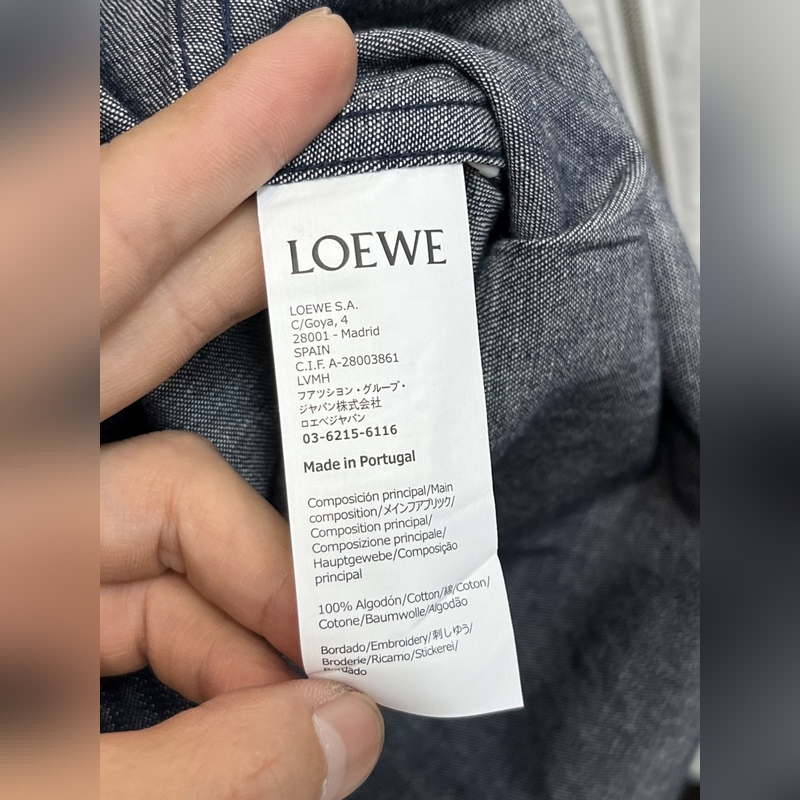 LOEWE
LOEWE S.A.
C/Goya, 4
28001 - Madrid
SPAIN
C.I.F. A-28003861
LVMH
フアツション・グループ・
ジャパン株式会社
ロエベジャパン
03-6215-6116
Made in Portugal
Composición principal/Main
composition/メインファブリック/
Composition principal/
Composizione principale/
Hauptgewebe/Composição
principal
100% Algodón/Cotton/綿/Coton/
Cotone/Baumwolle/Algodão
Bordado/Embroidery/刺しゅう/
Broderie/Ricamo/Stickerei/
Bordado